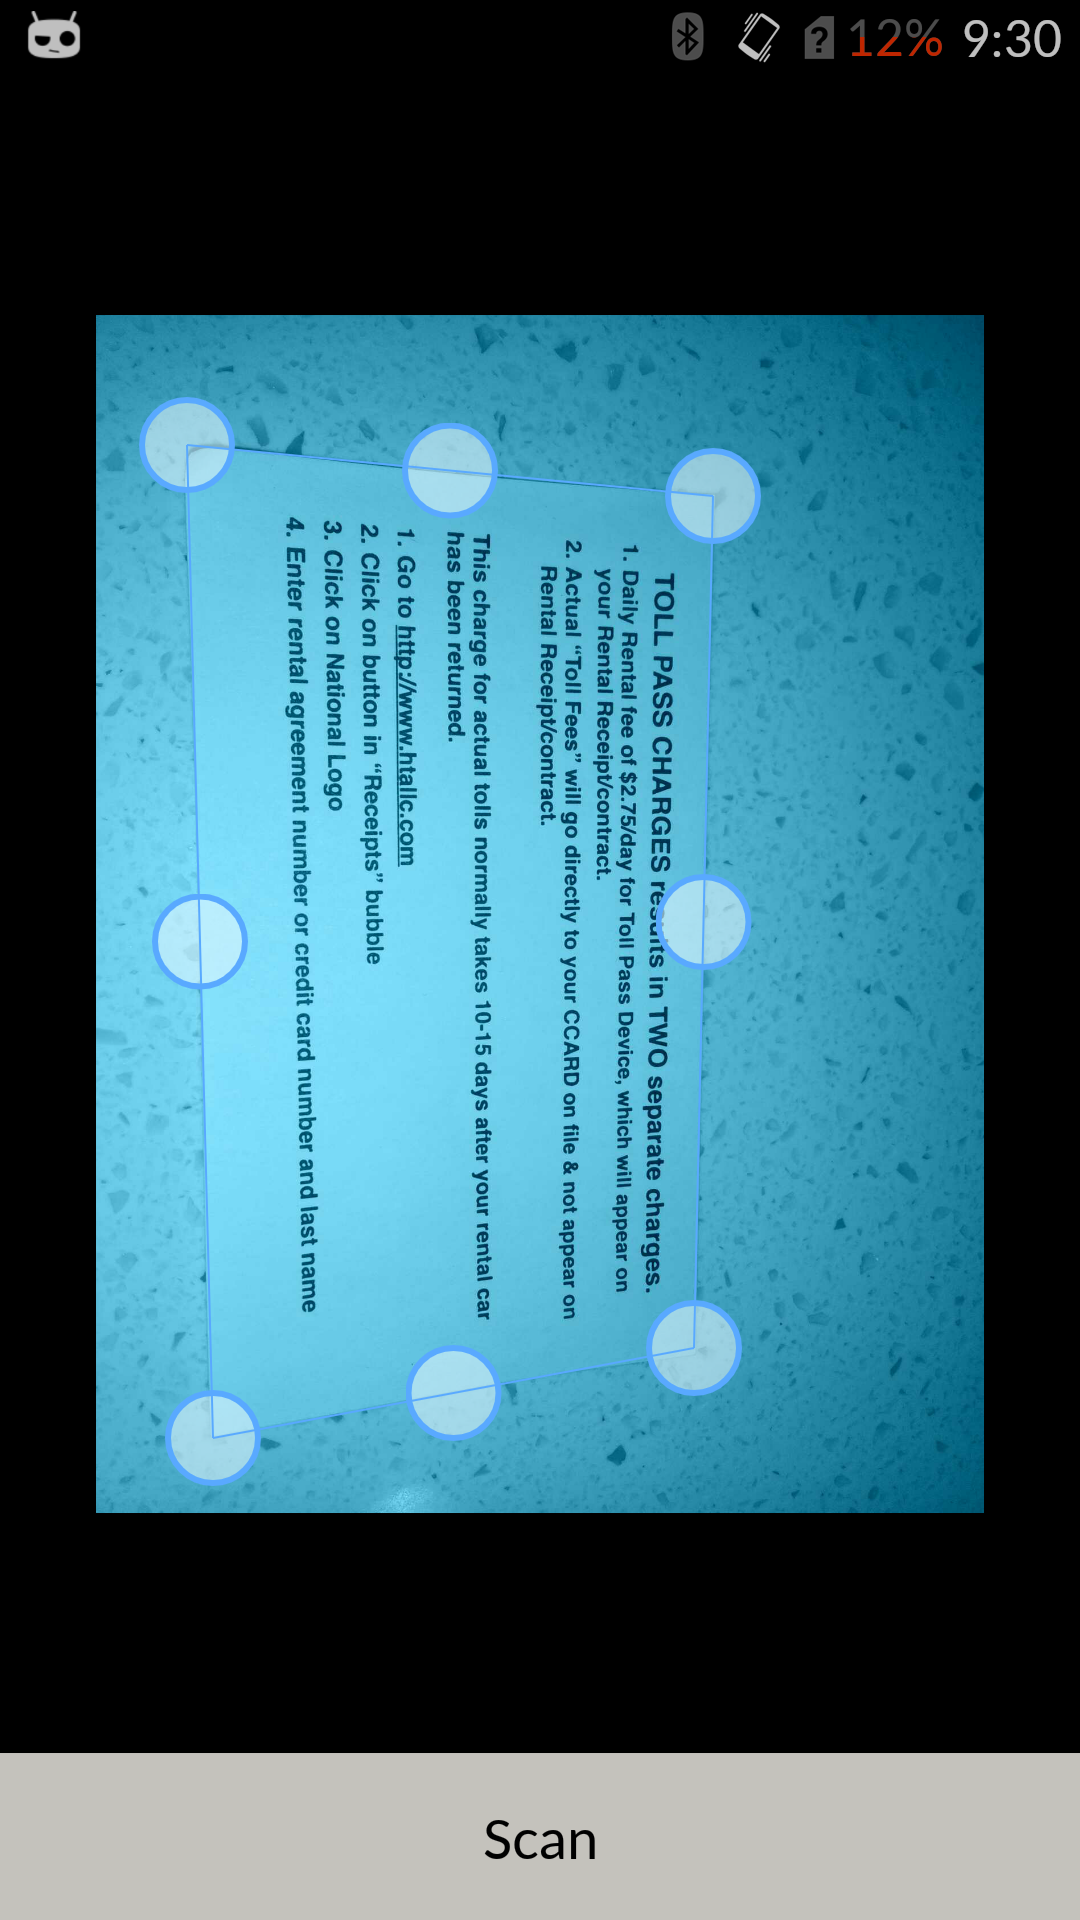 12% 9:30
TOLL PASS CHARGES results in TWO separate charges.
1. Daily Rental fee of $2.75/day for Toll Pass Device, which will appear on
your Rental Receipt/contract.
2. Actual “Toll Fees” will go directly to your CCARD on file & not appear on
Rental Receipt/contract.
This charge for actual tolls normally takes 10-15 days after your rental car
has been returned.
1. Go to http://www.htallc.com
2. Click on button in “Receipts” bubble
3. Click on National Logo
4. Enter rental agreement number or credit card number and last name
Scan